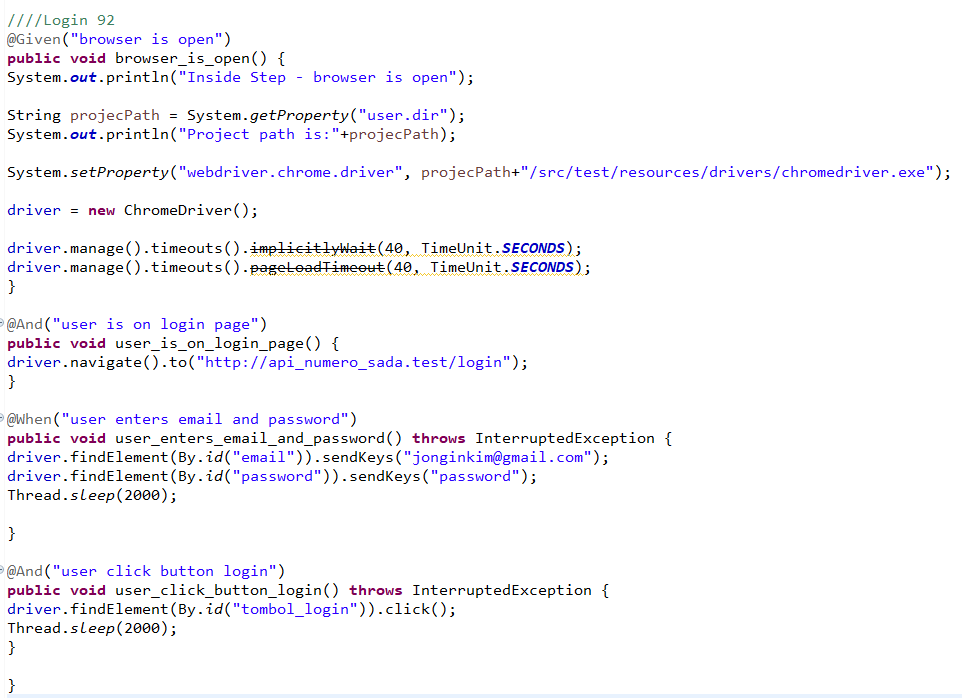 ////Login 92
@Given("browser is open")
public void browser_is_open() {
System.out.println("Inside Step - browser is open");
String projecPath = System.getProperty("user.dir");
System.out.println("Project path is:"+projecPath);
System.setProperty("webdriver.chrome.driver", projecPath+"/src/test/resources/drivers/chromedriver.exe");
driver = new ChromeDriver();
driver.manage().timeouts().implicitlyWait(40, TimeUnit.SECONDS);
driver.manage().timeouts().pageLoadTimeout(40, TimeUnit.SECONDS);
}
@And("user is on login page")
public void user_is_on_login_page() {
driver.navigate().to("http://api_numero_sada.test/login");
}
@When("user enters email and password")
public void user_enters_email_and_password() throws InterruptedException {
driver.findElement(By.id("email")).sendKeys("jonginkim@gmail.com");
driver.findElement(By.id("password")).sendKeys("password");
Thread.sleep(2000);
}
@And("user click button login")
public void user_click_button_login() throws InterruptedException {
driver.findElement(By.id("tombol_login")).click();
Thread.sleep(2000);
}
}